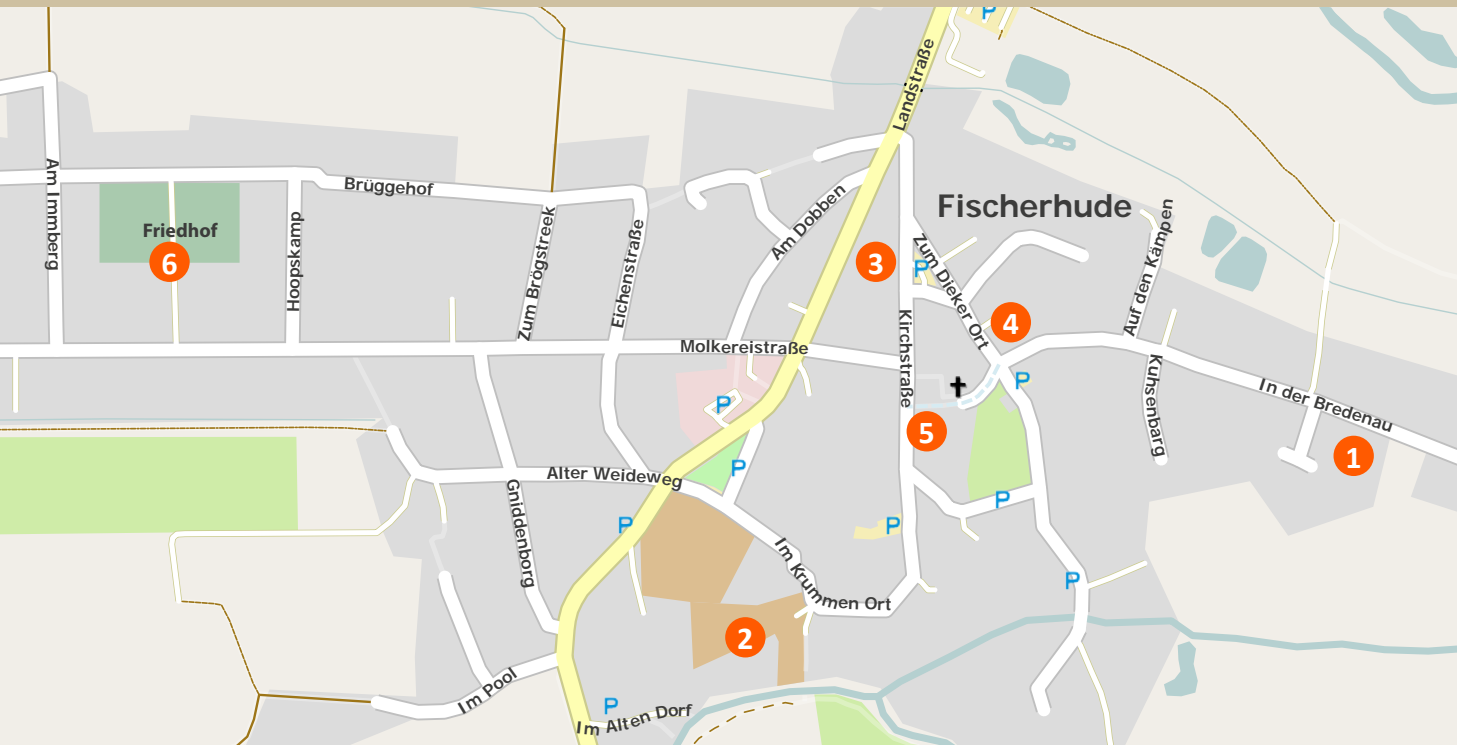 P
Landstraße
Am Immberg
Brüggehof
Fischerhude
Friedhof
6
Hoopskamp
Zum Brögstreek
Eichenstraße
Am Dobben
3
P
Zum Dieker Ort
Auf den Kämpen
4
Molkereistraße
Kirchstraße
P
Kuhsenbarg
In der Bredenau
P
5
1
P
Alter Weideweg
P
Gniddenborg
P
P
Im Krummen Ort
P
2
Im Pool
P
Im Alten Dorf